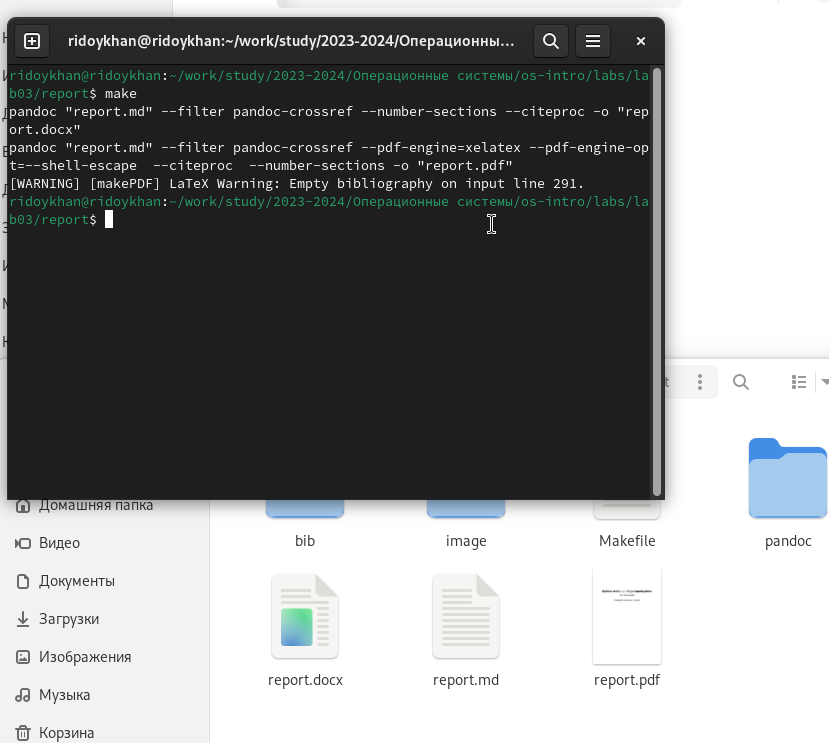 ridoykhan@ridoykhan:~/work/study/2023-2024/Операционны...
ridoykhan@ridoykhan:~/work/study/2023-2024/Операционные системы/os-intro/labs/la
b03/report$ make
pandoc "report.md" --filter pandoc-crossref --number-sections --citeproc -o "rep
ort.docx"
pandoc "report.md" --filter pandoc-crossref --pdf-engine=xelatex --pdf-engine-op
t=--shell-escape  --citeproc  --number-sections -o "report.pdf"
[WARNING] [makePDF] LaTeX Warning: Empty bibliography on input line 291.
ridoykhan@ridoykhan:~/work/study/2023-2024/Операционные системы/os-intro/labs/la
b03/report$
Домашняя папка
Видео
Документы
Загрузки
Изображения
Музыка
Корзина
bib
image
Makefile
pandoc
report.docx
report.md
report.pdf